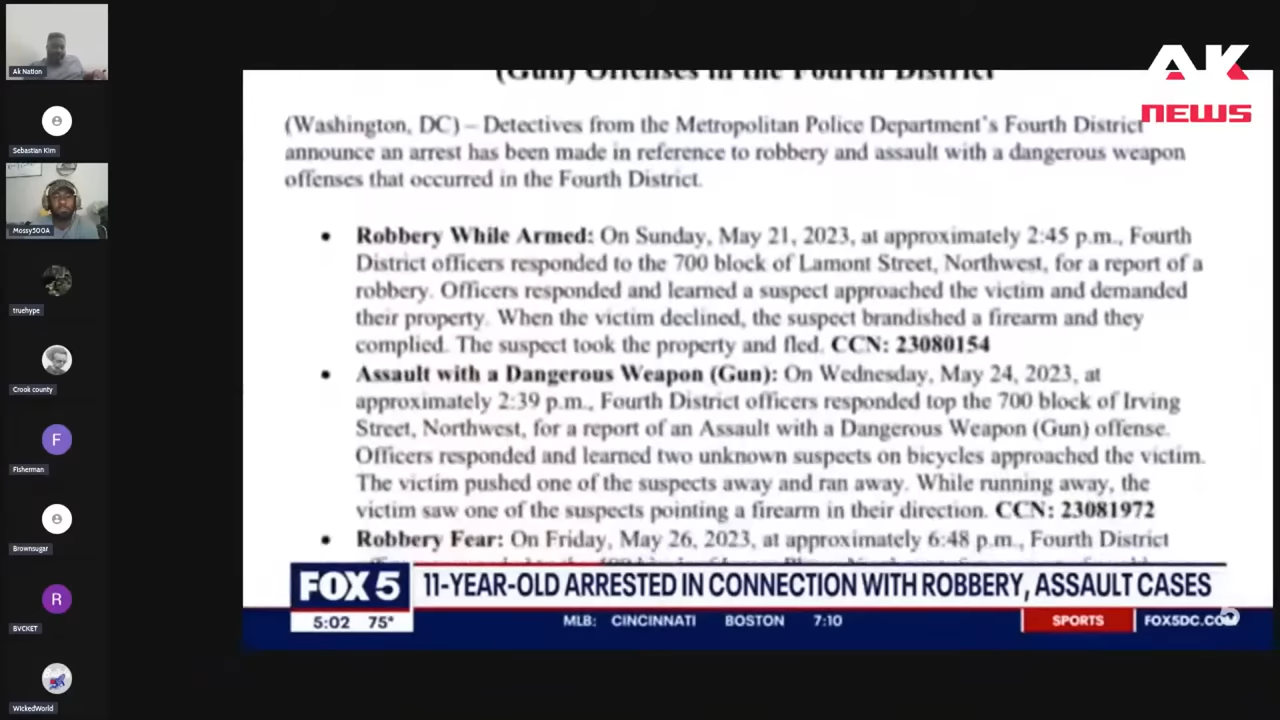 Ak Nation
Sebastian Kim
Mossy500A
truehype
Crook county
F
Fisherman
Brownsugar
R
BVCKET
WickedWorld
AK
NEWS
(Gun) Offenses in the Fourth District
(Washington, DC) – Detectives from the Metropolitan Police Department's Fourth District
announce an arrest has been made in reference to robbery and assault with a dangerous weapon
offenses that occurred in the Fourth District.
• Robbery While Armed: On Sunday, May 21, 2023, at approximately 2:45 p.m., Fourth
District officers responded to the 700 block of Lamont Street, Northwest, for a report of a
robbery. Officers responded and learned a suspect approached the victim and demanded
their property. When the victim declined, the suspect brandished a firearm and they
complied. The suspect took the property and fled. CCN: 23080154
• Assault with a Dangerous Weapon (Gun): On Wednesday, May 24, 2023, at
approximately 2:39 p.m., Fourth District officers responded top the 700 block of Irving
Street, Northwest, for a report of an Assault with a Dangerous Weapon (Gun) offense.
Officers responded and learned two unknown suspects on bicycles approached the victim.
The victim pushed one of the suspects away and ran away. While running away, the
victim saw one of the suspects pointing a firearm in their direction. CCN: 23081972
• Robbery Fear: On Friday, May 26, 2023, at approximately 6:48 p.m., Fourth District
FOX 5
11-YEAR-OLD ARRESTED IN CONNECTION WITH ROBBERY, ASSAULT CASES
5:02 75°
MLB: CINCINNATI BOSTON 7:10
SPORTS
FOX5DC.COM
5